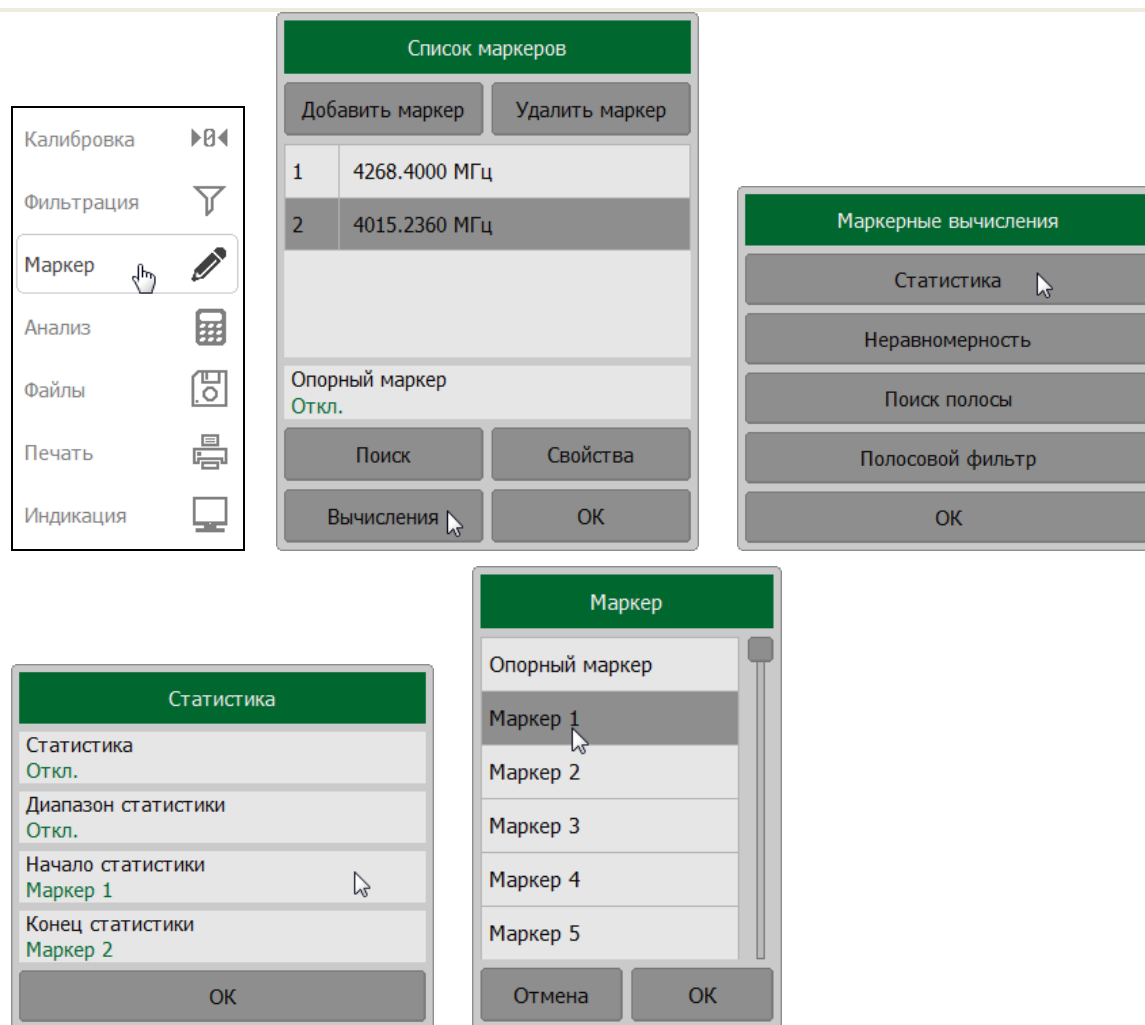 Калибровка
Фильтрация
Маркер
Анализ
Файлы
Печать
Индикация
Список маркеров
Добавить маркер
Удалить маркер
1 4268.4000 МГц
2 4015.2360 МГц
Опорный маркер
Откл.
Поиск
Свойства
Вычисления
ОК
Маркерные вычисления
Статистика
Неравномерность
Поиск полосы
Полосовой фильтр
ОК
Статистика
Статистика
Откл.
Диапазон статистики
Откл.
Начало статистики
Маркер 1
Конец статистики
Маркер 2
ОК
Маркер
Опорный маркер
Маркер 1
Маркер 2
Маркер 3
Маркер 4
Маркер 5
Отмена
ОК